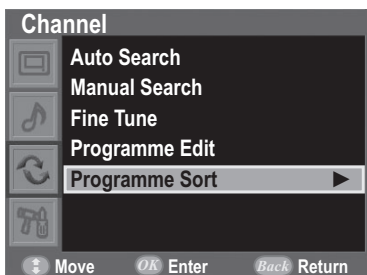 Channel
Auto Search
Manual Search
Fine Tune
Programme Edit
Programme Sort
Move OK Enter Back Return